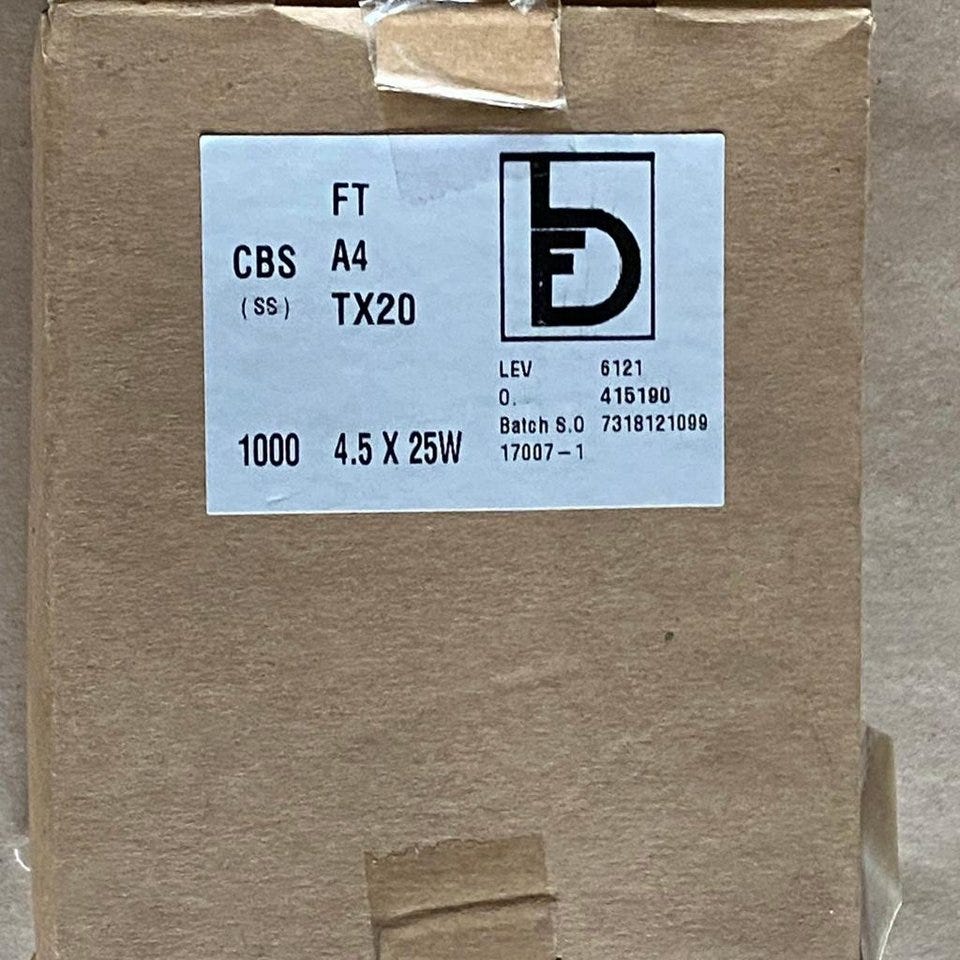 FT
CBS A4
(SS) TX20
1000 4.5 X 25W
LEV 6121
O. 415190
Batch S.O 7318121099
17007-1